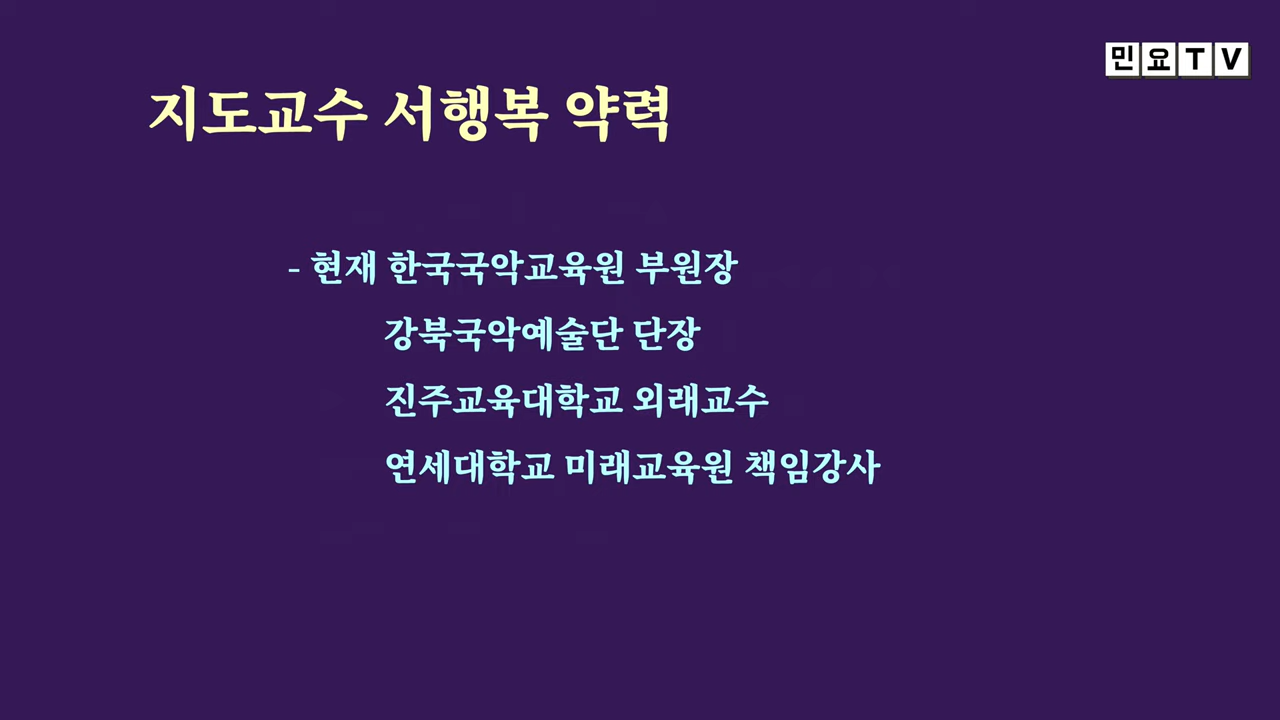 민요TV
지도교수 서행복 약력
- 현재 한국국악교육원 부원장
강북국악예술단 단장
진주교육대학교 외래교수
연세대학교 미래교육원 책임강사